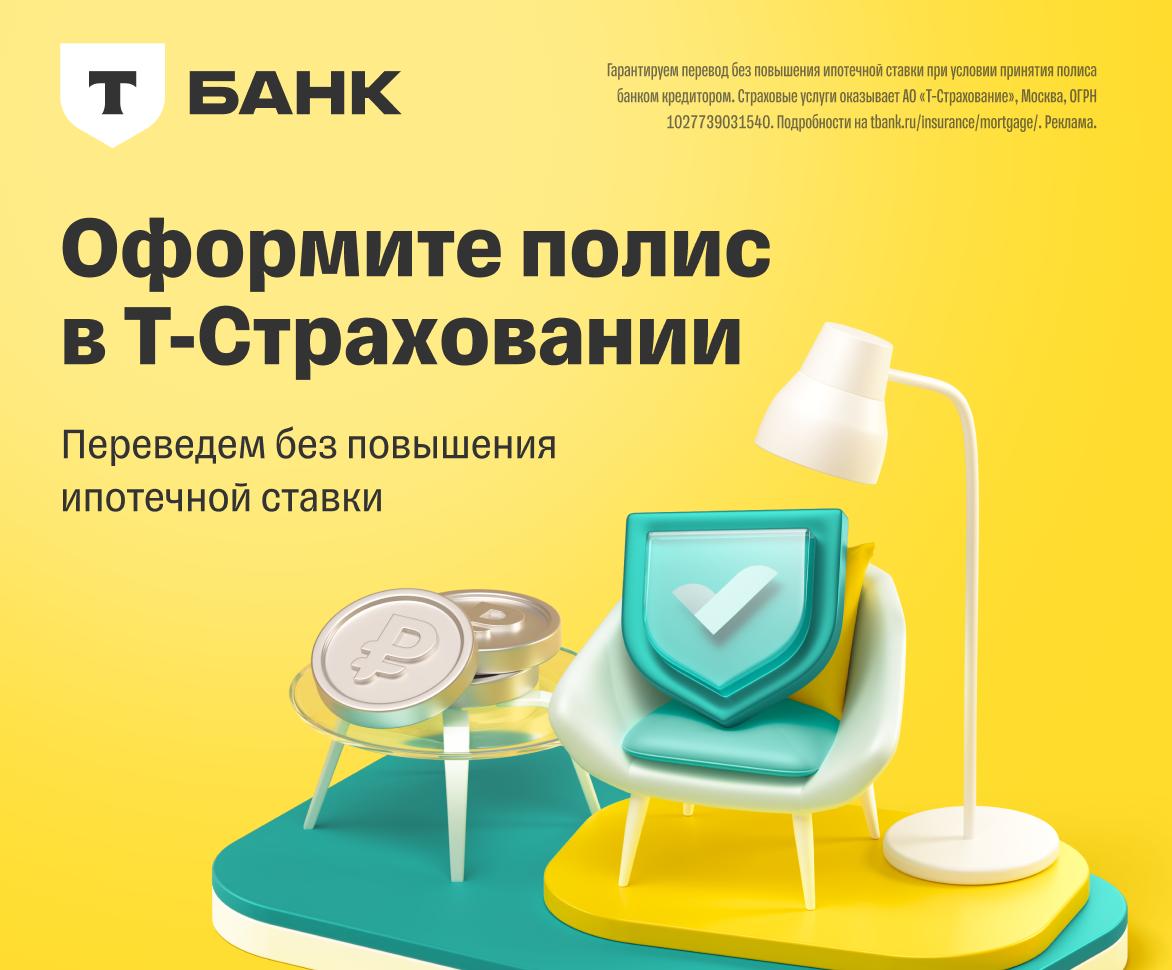 Т БАНК
Гарантируем перевод без повышения ипотечной ставки при условии принятия полиса
банком кредитором. Страховые услуги оказывает АО «Т-Страхование», Москва, ОГРН
1027739031540. Подробности на tbank.ru/insurance/mortgage/. Реклама.
Оформите полис
в Т-Страховании
Переведем без повышения
ипотечной ставки
₽
₽